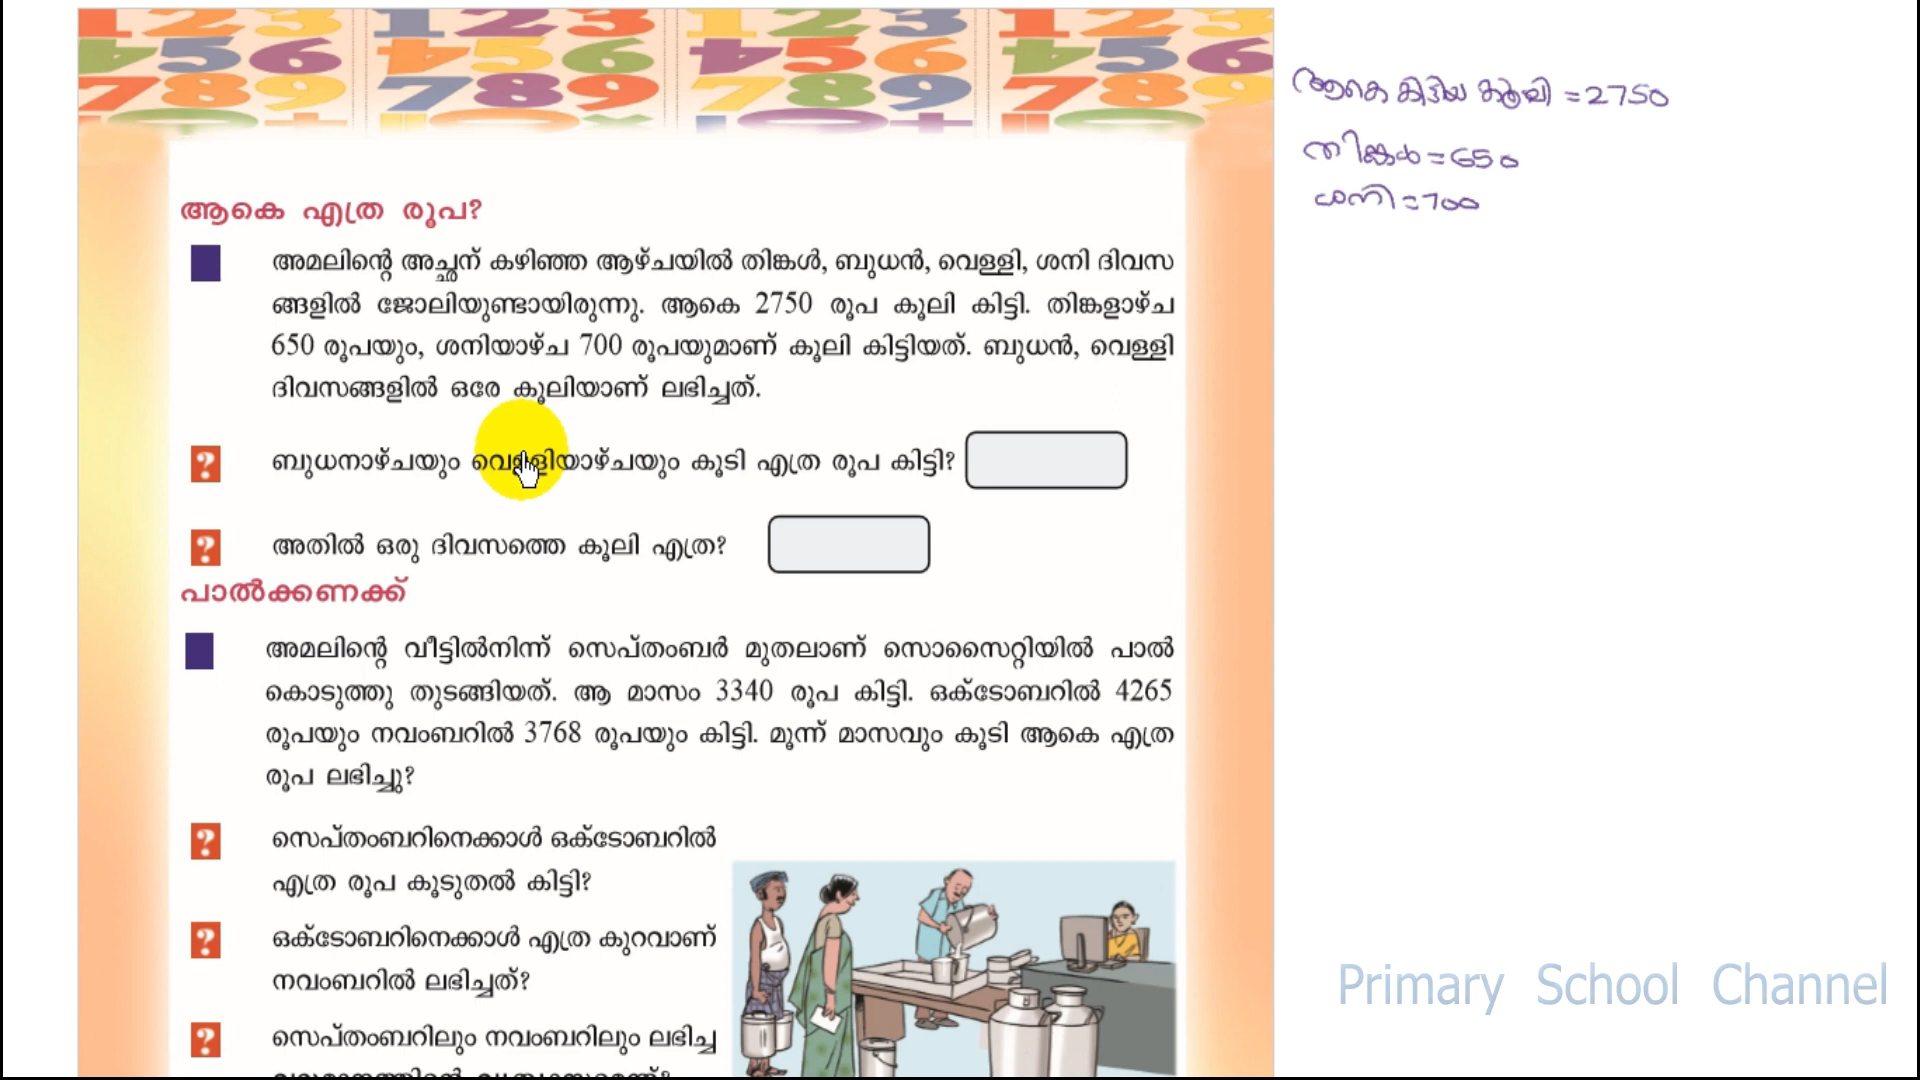 ആകെ എത്ര രൂപ?
അമലിന്റെ അച്ഛന് കഴിഞ്ഞ ആഴ്ചയിൽ തിങ്കൾ, ബുധൻ, വെള്ളി, ശനി ദിവസ
ങ്ങളിൽ ജോലിയുണ്ടായിരുന്നു. ആകെ 2750 രൂപ കൂലി കിട്ടി. തിങ്കളാഴ്ച
650 രൂപയും, ശനിയാഴ്ച 700 രൂപയുമാണ് കൂലി കിട്ടിയത്. ബുധൻ, വെള്ളി
ദിവസങ്ങളിൽ ഒരേ കൂലിയാണ് ലഭിച്ചത്.
? ബുധനാഴ്ചയും വെള്ളിയാഴ്ചയും കൂടി എത്ര രൂപ കിട്ടി?
? അതിൽ ഒരു ദിവസത്തെ കൂലി എത്ര?
പാൽക്കണക്ക്
അമലിന്റെ വീട്ടിൽനിന്ന് സെപ്തംബർ മുതലാണ് സൊസൈറ്റിയിൽ പാൽ
കൊടുത്തു തുടങ്ങിയത്. ആ മാസം 3340 രൂപ കിട്ടി. ഒക്ടോബറിൽ 4265
രൂപയും നവംബറിൽ 3768 രൂപയും കിട്ടി. മൂന്ന് മാസവും കൂടി ആകെ എത്ര
രൂപ ലഭിച്ചു?
? സെപ്തംബറിനെക്കാൾ ഒക്ടോബറിൽ
എത്ര രൂപ കൂടുതൽ കിട്ടി?
? ഒക്ടോബറിനെക്കാൾ എത്ര കുറവാണ്
നവംബറിൽ ലഭിച്ചത്?
? സെപ്തംബറിലും നവംബറിലും ലഭിച്ച
ആകെ കിട്ടിയ കൂലി = 2750
തിങ്കൾ = 650
ശനി = 700
Primary School Channel